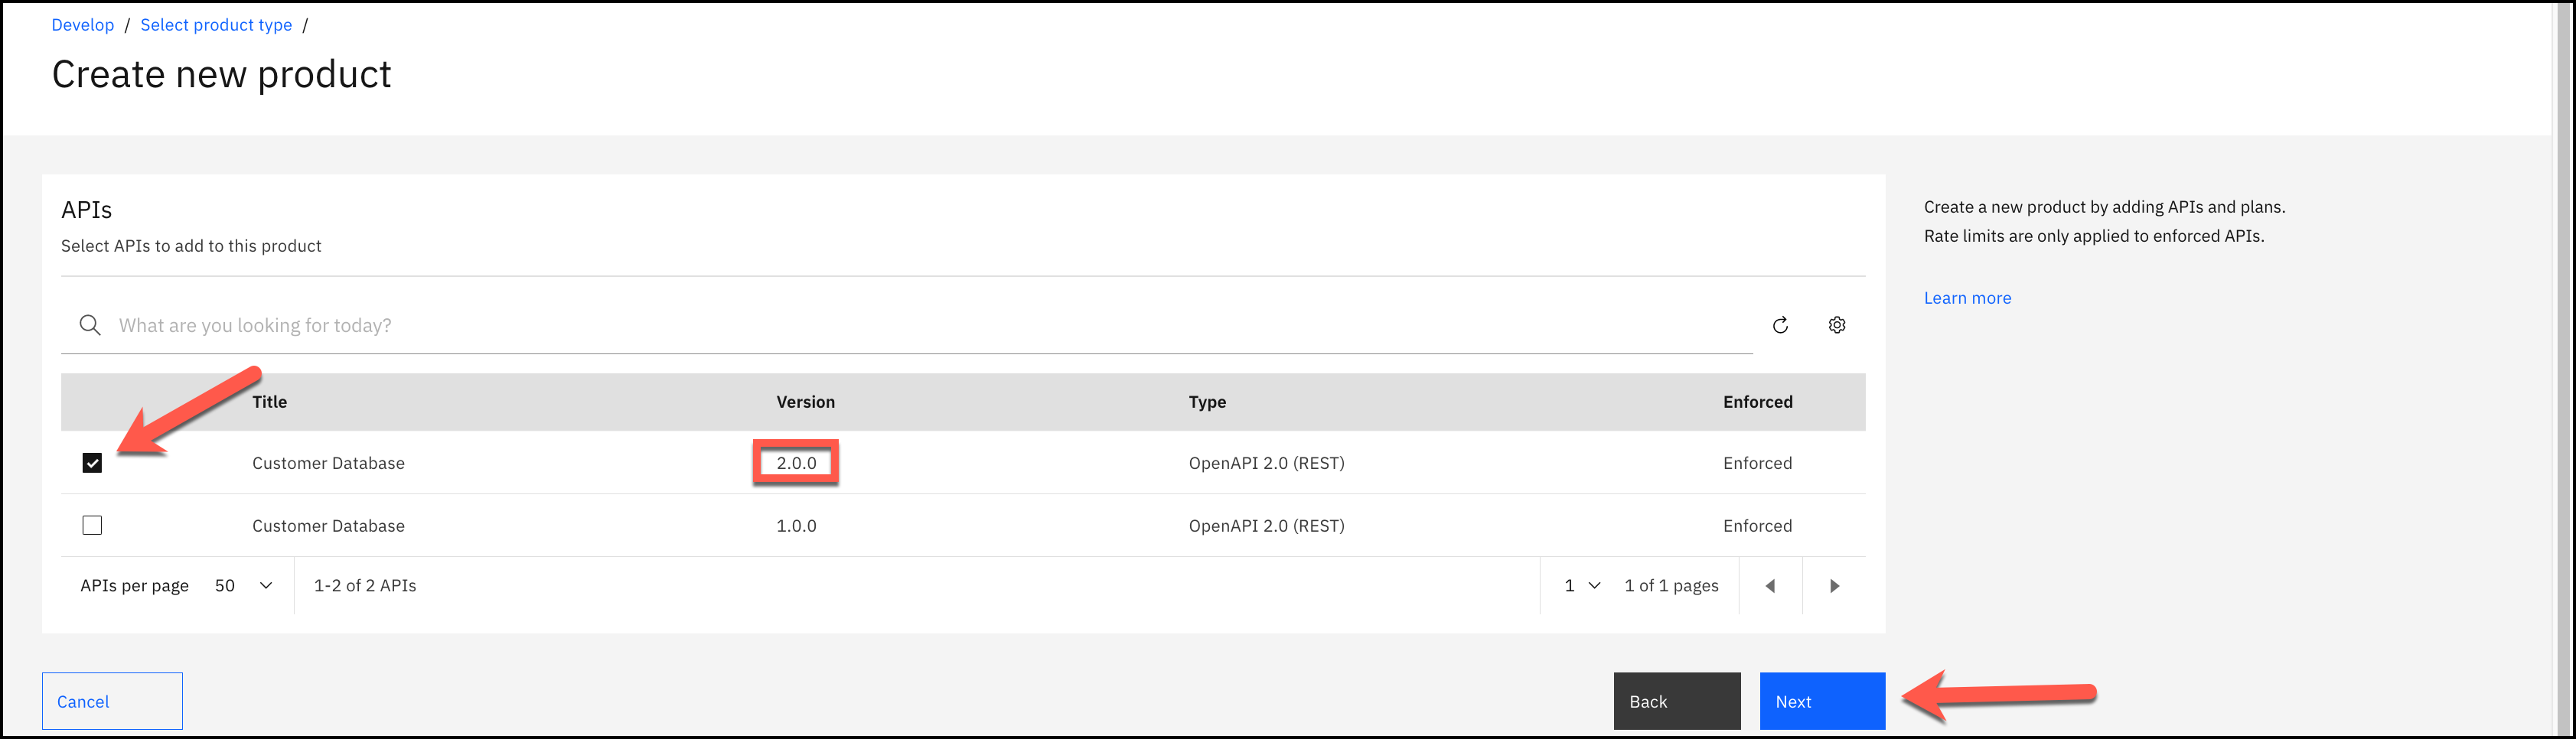 Develop / Select product type /
Create new product
APIs
Select APIs to add to this product
Create a new product by adding APIs and plans.
Rate limits are only applied to enforced APIs.
Learn more
What are you looking for today?
Title Version Type Enforced
Customer Database 2.0.0 OpenAPI 2.0 (REST) Enforced
Customer Database 1.0.0 OpenAPI 2.0 (REST) Enforced
APIs per page 50 1-2 of 2 APIs 1 1 of 1 pages
Cancel Back Next